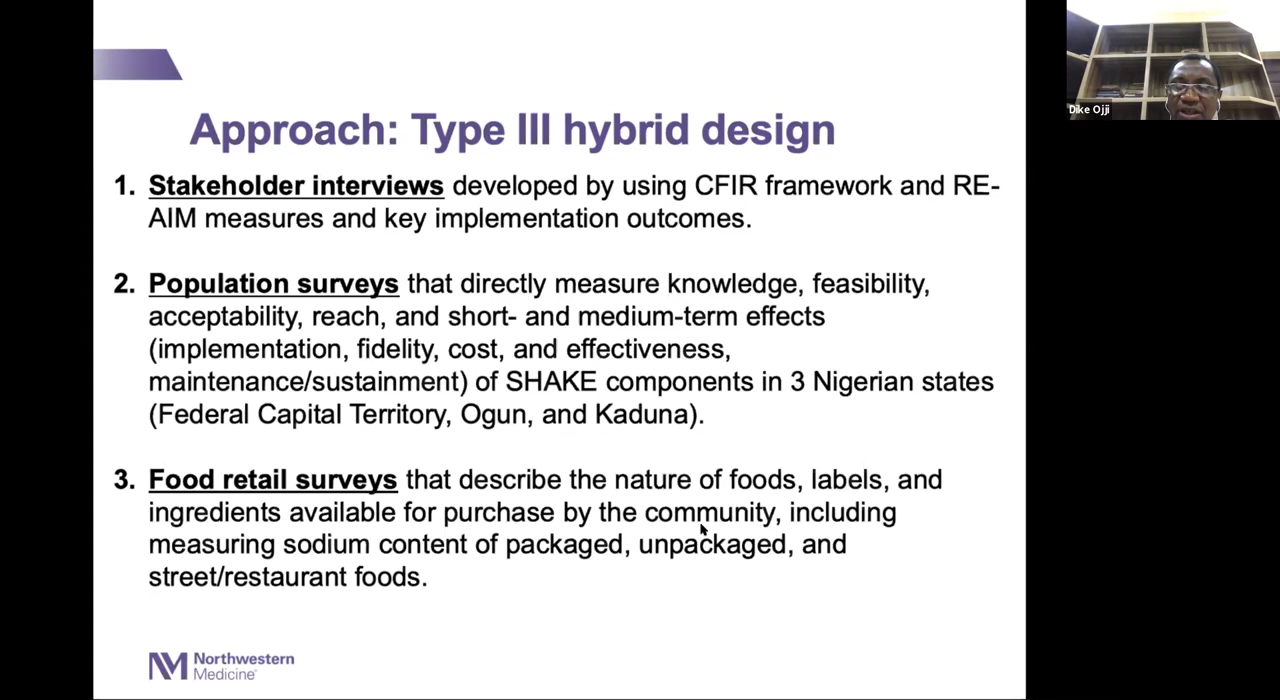 Approach: Type III hybrid design
1. Stakeholder interviews developed by using CFIR framework and RE-
AIM measures and key implementation outcomes.
2. Population surveys that directly measure knowledge, feasibility,
acceptability, reach, and short- and medium-term effects
(implementation, fidelity, cost, and effectiveness,
maintenance/sustainment) of SHAKE components in 3 Nigerian states
(Federal Capital Territory, Ogun, and Kaduna).
3. Food retail surveys that describe the nature of foods, labels, and
ingredients available for purchase by the community, including
measuring sodium content of packaged, unpackaged, and
street/restaurant foods.
NM Northwestern
Medicine
Dike Ojji